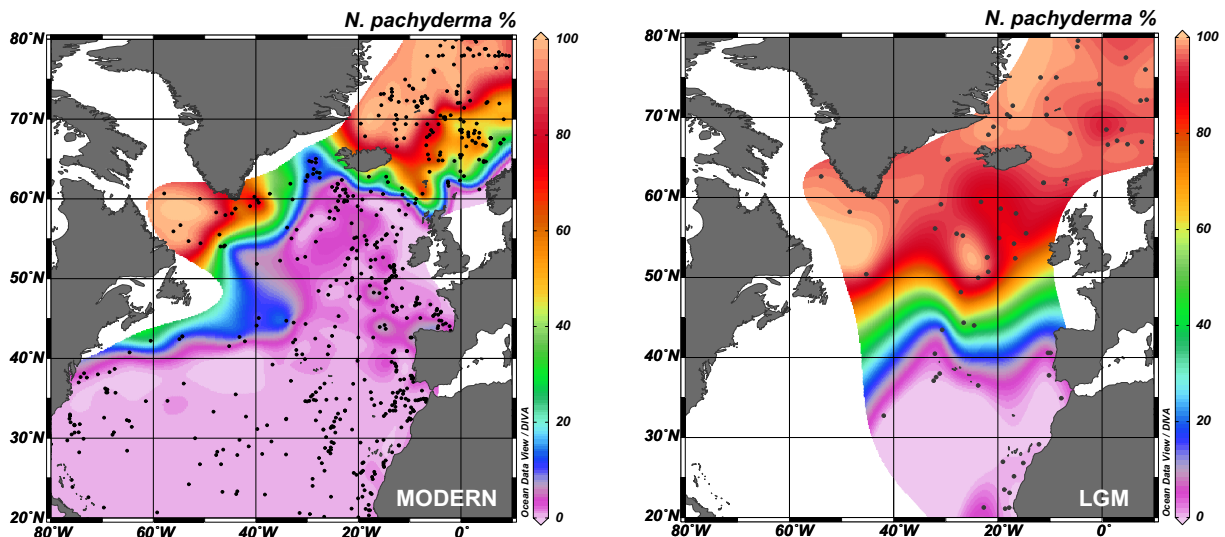 N. pachyderma %
80˚N
70˚N
60˚N
50˚N
40˚N
30˚N
20˚N
80˚W
60˚W
40˚W
20˚W
0˚
100
80
60
40
20
0
Ocean Data View / DIVA
MODERN
N. pachyderma %
80˚N
70˚N
60˚N
50˚N
40˚N
30˚N
20˚N
80˚W
60˚W
40˚W
20˚W
0˚
100
80
60
40
20
0
Ocean Data View / DIVA
LGM